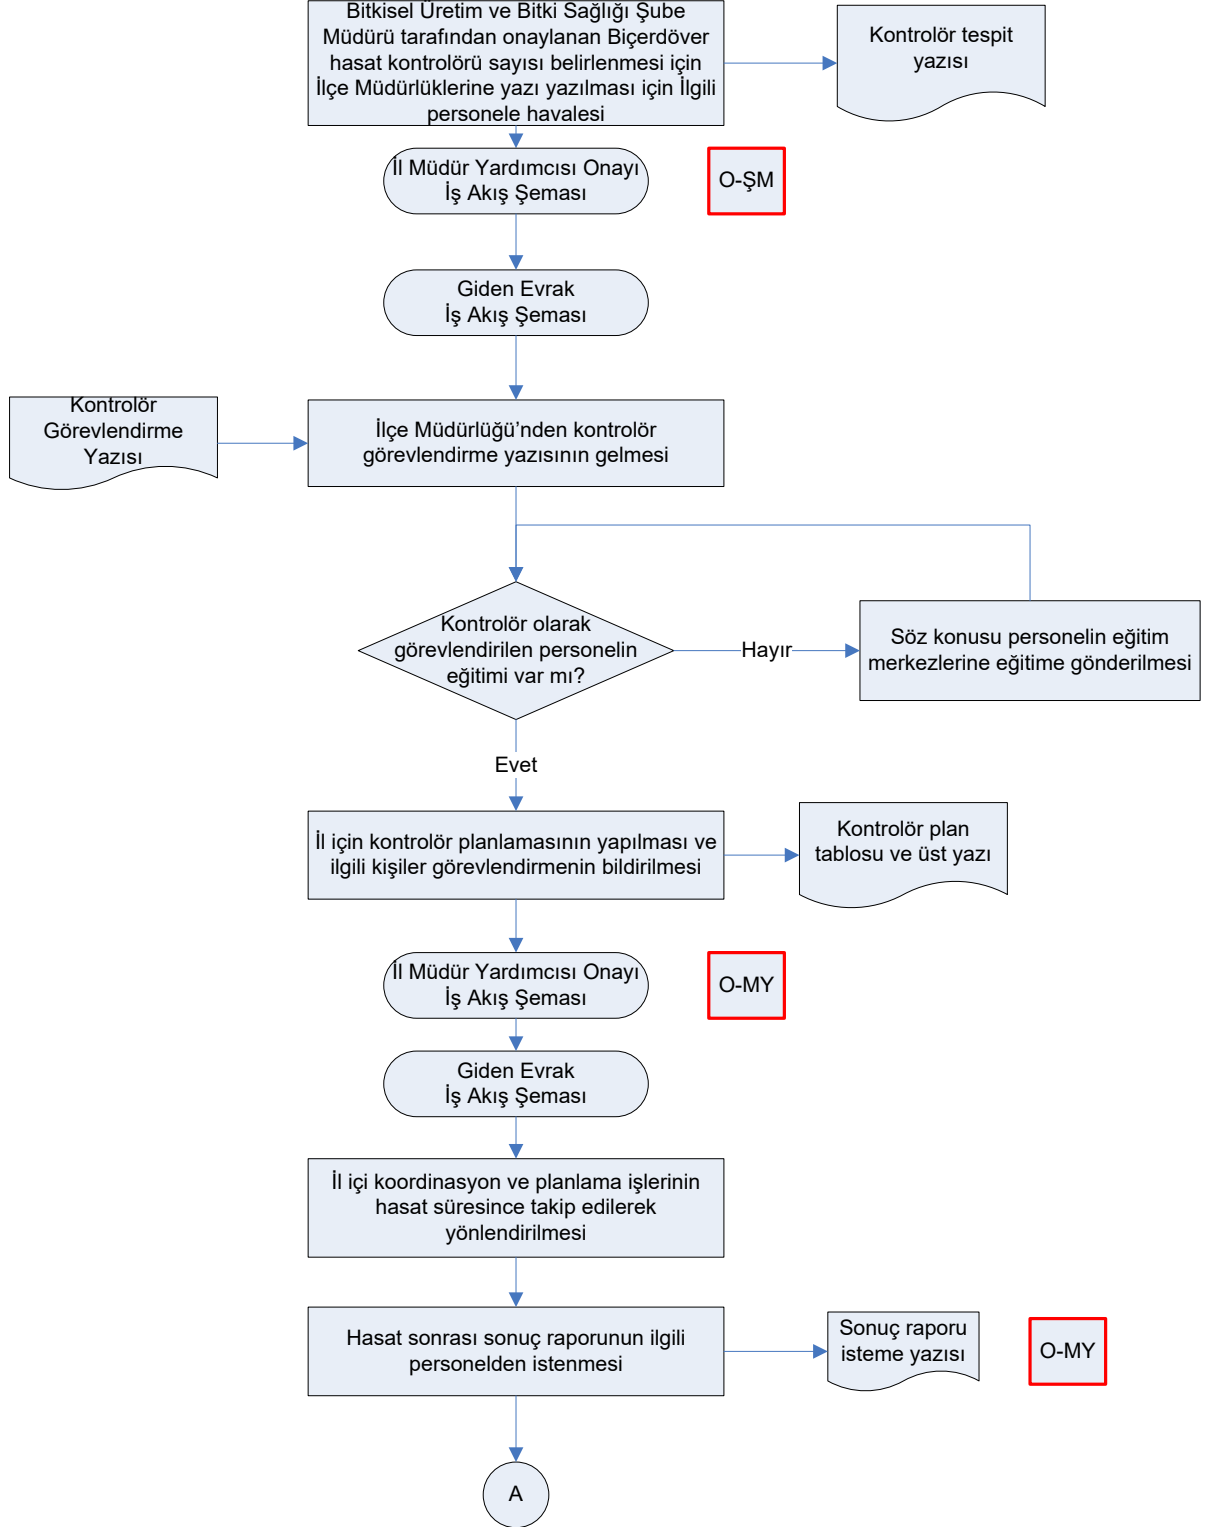 Bitkisel Üretim ve Bitki Sağlığı Şube
Müdürü tarafından onaylanan Biçerdöver
hasat kontrolörü sayısı belirlenmesi için
İlçe Müdürlüklerine yazı yazılması için İlgili
personele havalesi
Kontrolör tespit
yazısı
İl Müdür Yardımcısı Onayı
İş Akış Şeması
O-ŞM
Giden Evrak
İş Akış Şeması
Kontrolör
Görevlendirme
Yazısı
İlçe Müdürlüğü’nden kontrolör
görevlendirme yazısının gelmesi
Kontrolör olarak
görevlendirilen personelin
eğitimi var mı?
Hayır
Söz konusu personelin eğitim
merkezlerine eğitime gönderilmesi
Evet
İl için kontrolör planlamasının yapılması ve
ilgili kişiler görevlendirmenin bildirilmesi
Kontrolör plan
tablosu ve üst yazı
İl Müdür Yardımcısı Onayı
İş Akış Şeması
O-MY
Giden Evrak
İş Akış Şeması
İl içi koordinasyon ve planlama işlerinin
hasat süresince takip edilerek
yönlendirilmesi
Hasat sonrası sonuç raporunun ilgili
personelden istenmesi
Sonuç raporu
isteme yazısı
O-MY
A